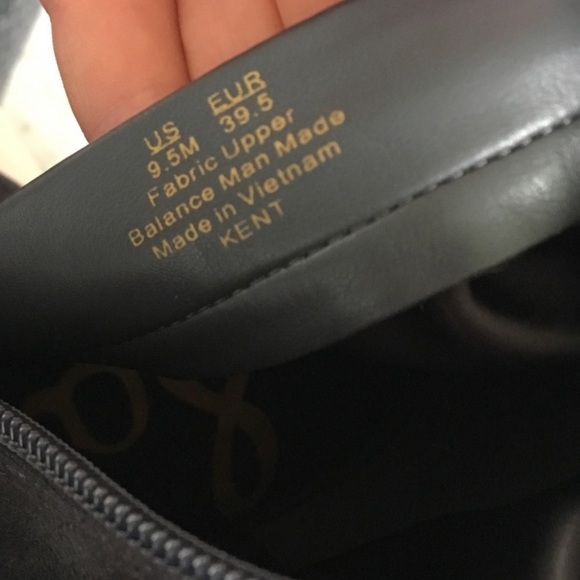 US EUR
9.5M 39.5
Fabric Upper
Balance Man Made
Made in Vietnam
KENT